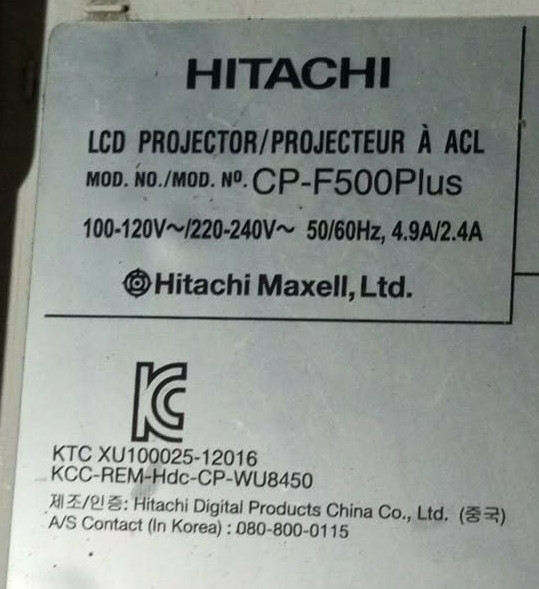 HITACHI
LCD PROJECTOR/PROJECTEUR À ACL
MOD. NO./MOD. Nº. CP-F500Plus
100-120V～/220-240V～ 50/60Hz, 4.9A/2.4A
Hitachi Maxell, Ltd.
KC
KTC XU100025-12016
KCC-REM-Hdc-CP-WU8450
제조/인증: Hitachi Digital Products China Co., Ltd. (중국)
A/S Contact (In Korea) : 080-800-0115